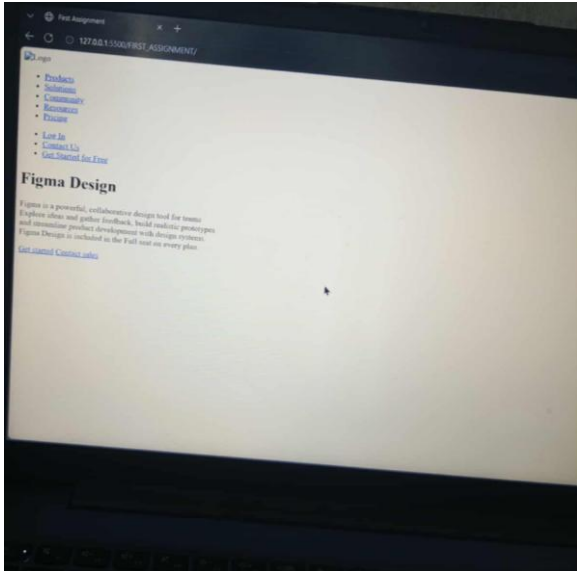 First Assignment
127.0.0.1:5500/FIRST_ASSIGNMENT/
Logo
Products
Solutions
Community
Resources
Pricing
Log In
Contact Us
Get Started for Free
Figma Design
Figma is a powerful, collaborative design tool for teams.
Explore ideas and gather feedback, build realistic prototypes
and streamline product development with design systems.
Figma Design is included in the Full seat on every plan.
Get started Contact sales